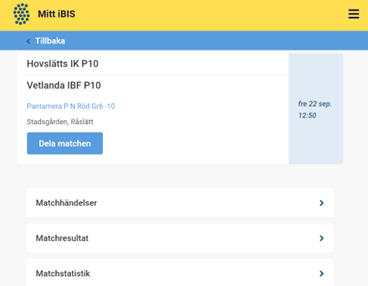 Mitt iBIS
Tillbaka
Hovslätts IK P10
Vetlanda IBF P10
Pantamera P N Röd Gr6 -10
Stadsgården, Råslätt
fre 22 sep.
12:50
Dela matchen
Matchhändelser
Matchresultat
Matchstatistik